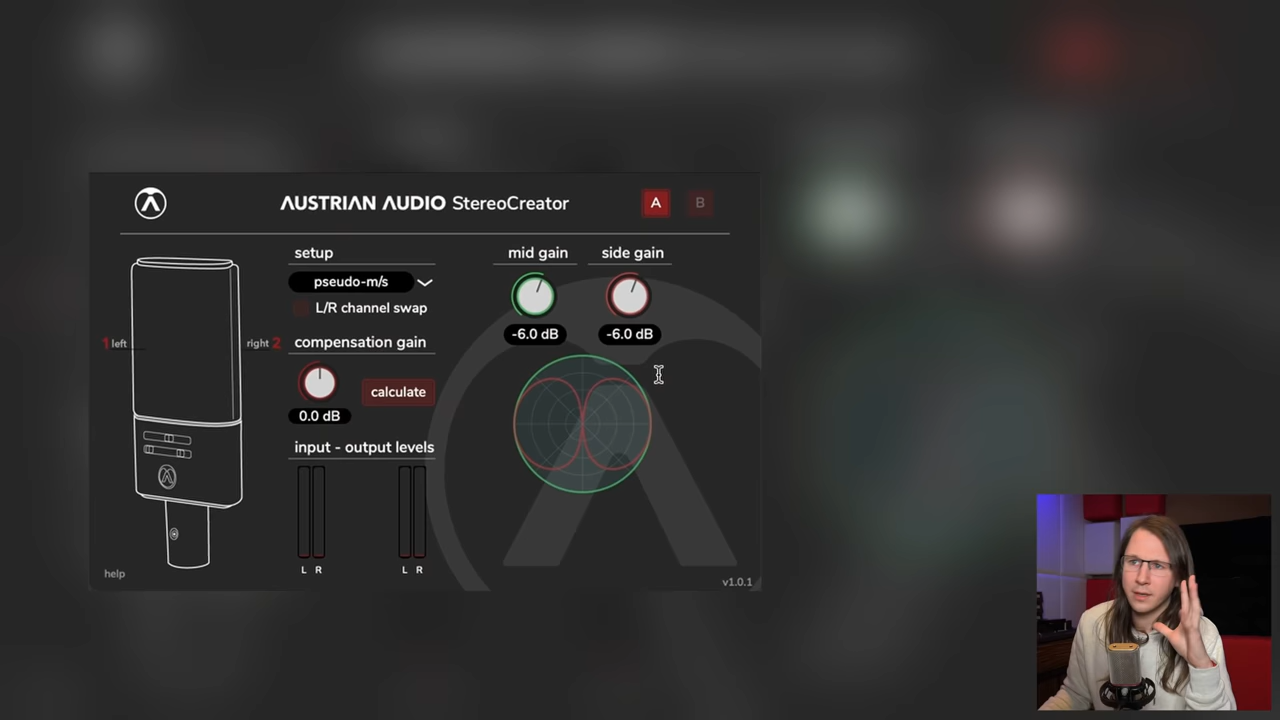 AUSTRIAN AUDIO StereoCreator
A
B
setup
mid gain
side gain
pseudo-m/s
L/R channel swap
-6.0 dB
-6.0 dB
1 left
right 2
compensation gain
calculate
0.0 dB
input - output levels
L R
L R
help
v1.0.1